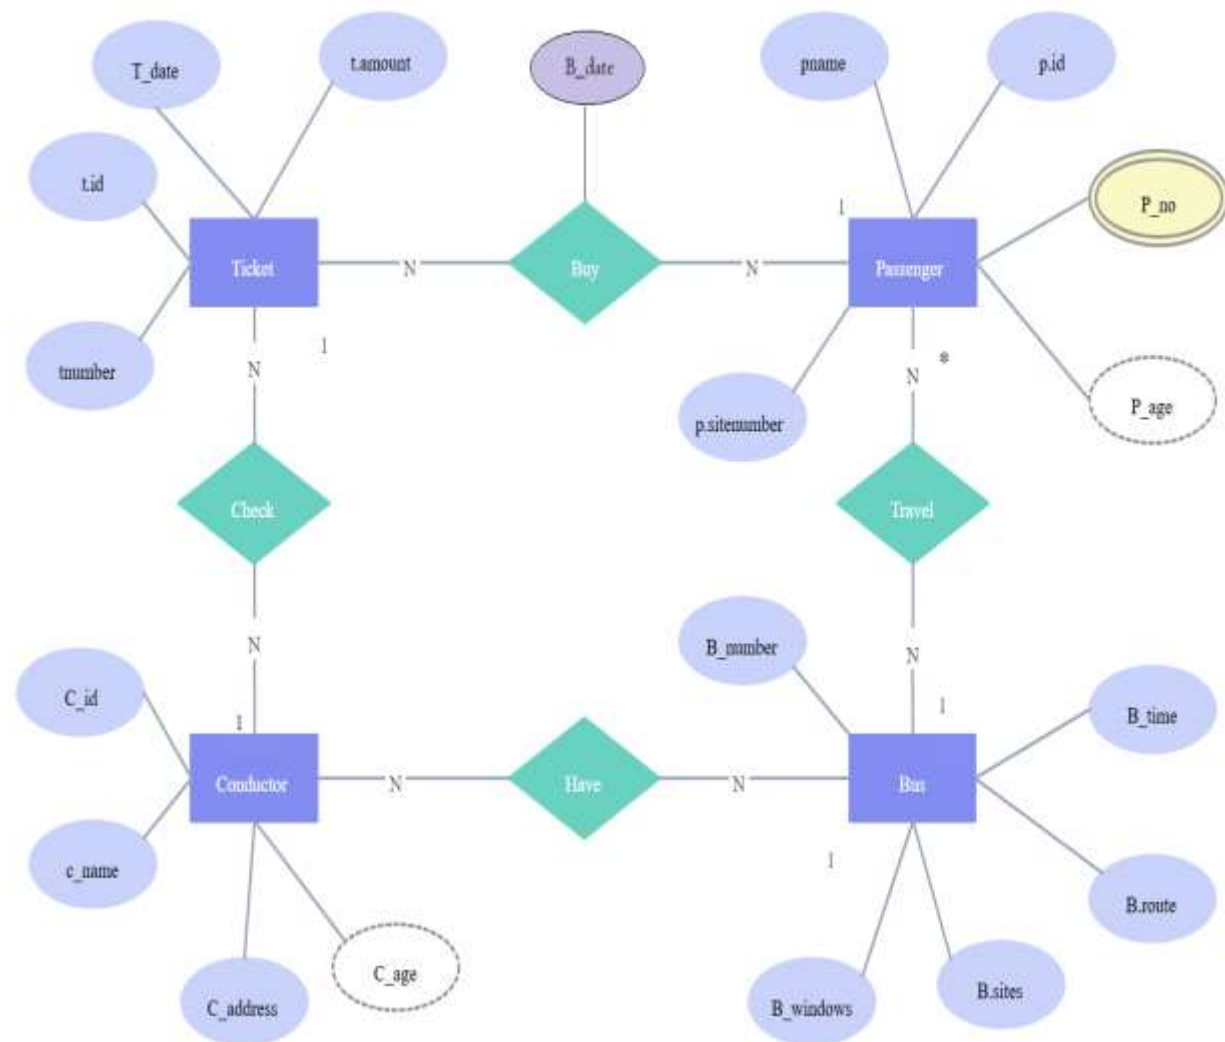 T_date
t.amount
B_date
pname
p.id
t.id
P_no
1
Ticket
N
Buy
N
Passenger
tnumber
1
N
*
N
p.sitenumber
P_age
Check
Travel
N
B_number
N
C_id
1
B_time
Conductor
N
Have
N
Bus
c_name
1
B.route
C_age
B.sites
C_address
B_windows